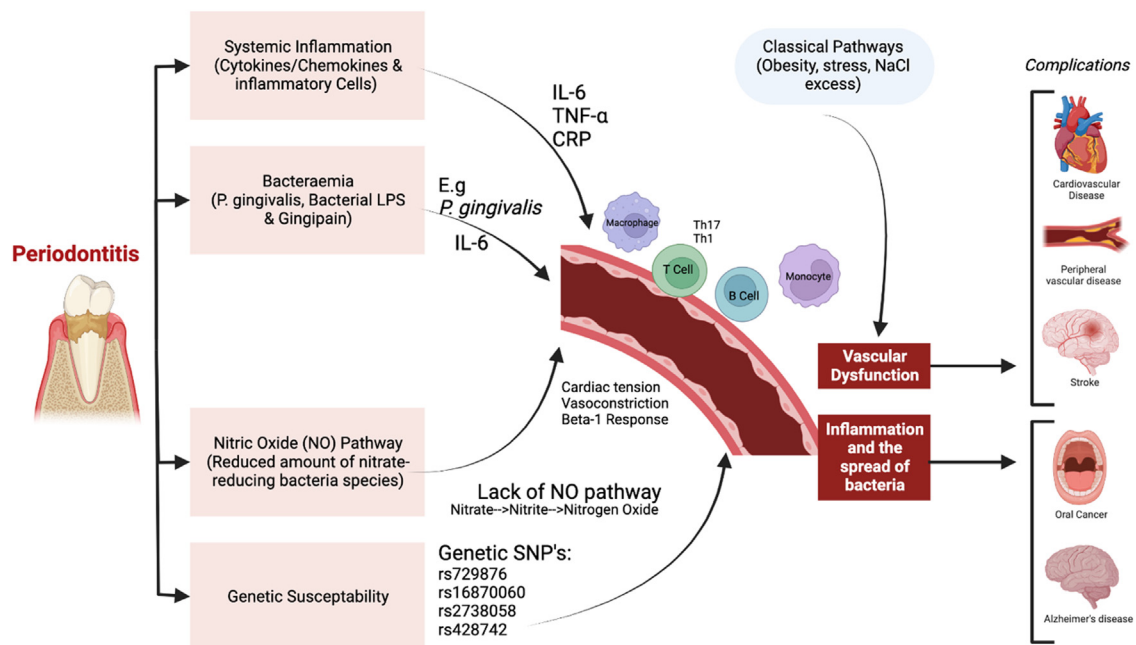 Periodontitis
Systemic Inflammation
(Cytokines/Chemokines &
inflammatory Cells)
Bacteraemia
(P. gingivalis, Bacterial LPS
& Gingipain)
Nitric Oxide (NO) Pathway
(Reduced amount of nitrate-
reducing bacteria species)
Genetic Susceptability
IL-6
TNF-α
CRP
E.g
P. gingivalis
IL-6
Lack of NO pathway
Nitrate-->Nitrite-->Nitrogen Oxide
Genetic SNP's:
rs729876
rs16870060
rs2738058
rs428742
Macrophage
Th17
Th1
T Cell
B Cell
Monocyte
Cardiac tension
Vasoconstriction
Beta-1 Response
Classical Pathways
(Obesity, stress, NaCl
excess)
Vascular
Dysfunction
Inflammation
and the
spread of
bacteria
Complications
Cardiovascular
Disease
Peripheral
vascular disease
Stroke
Oral Cancer
Alzheimer's disease